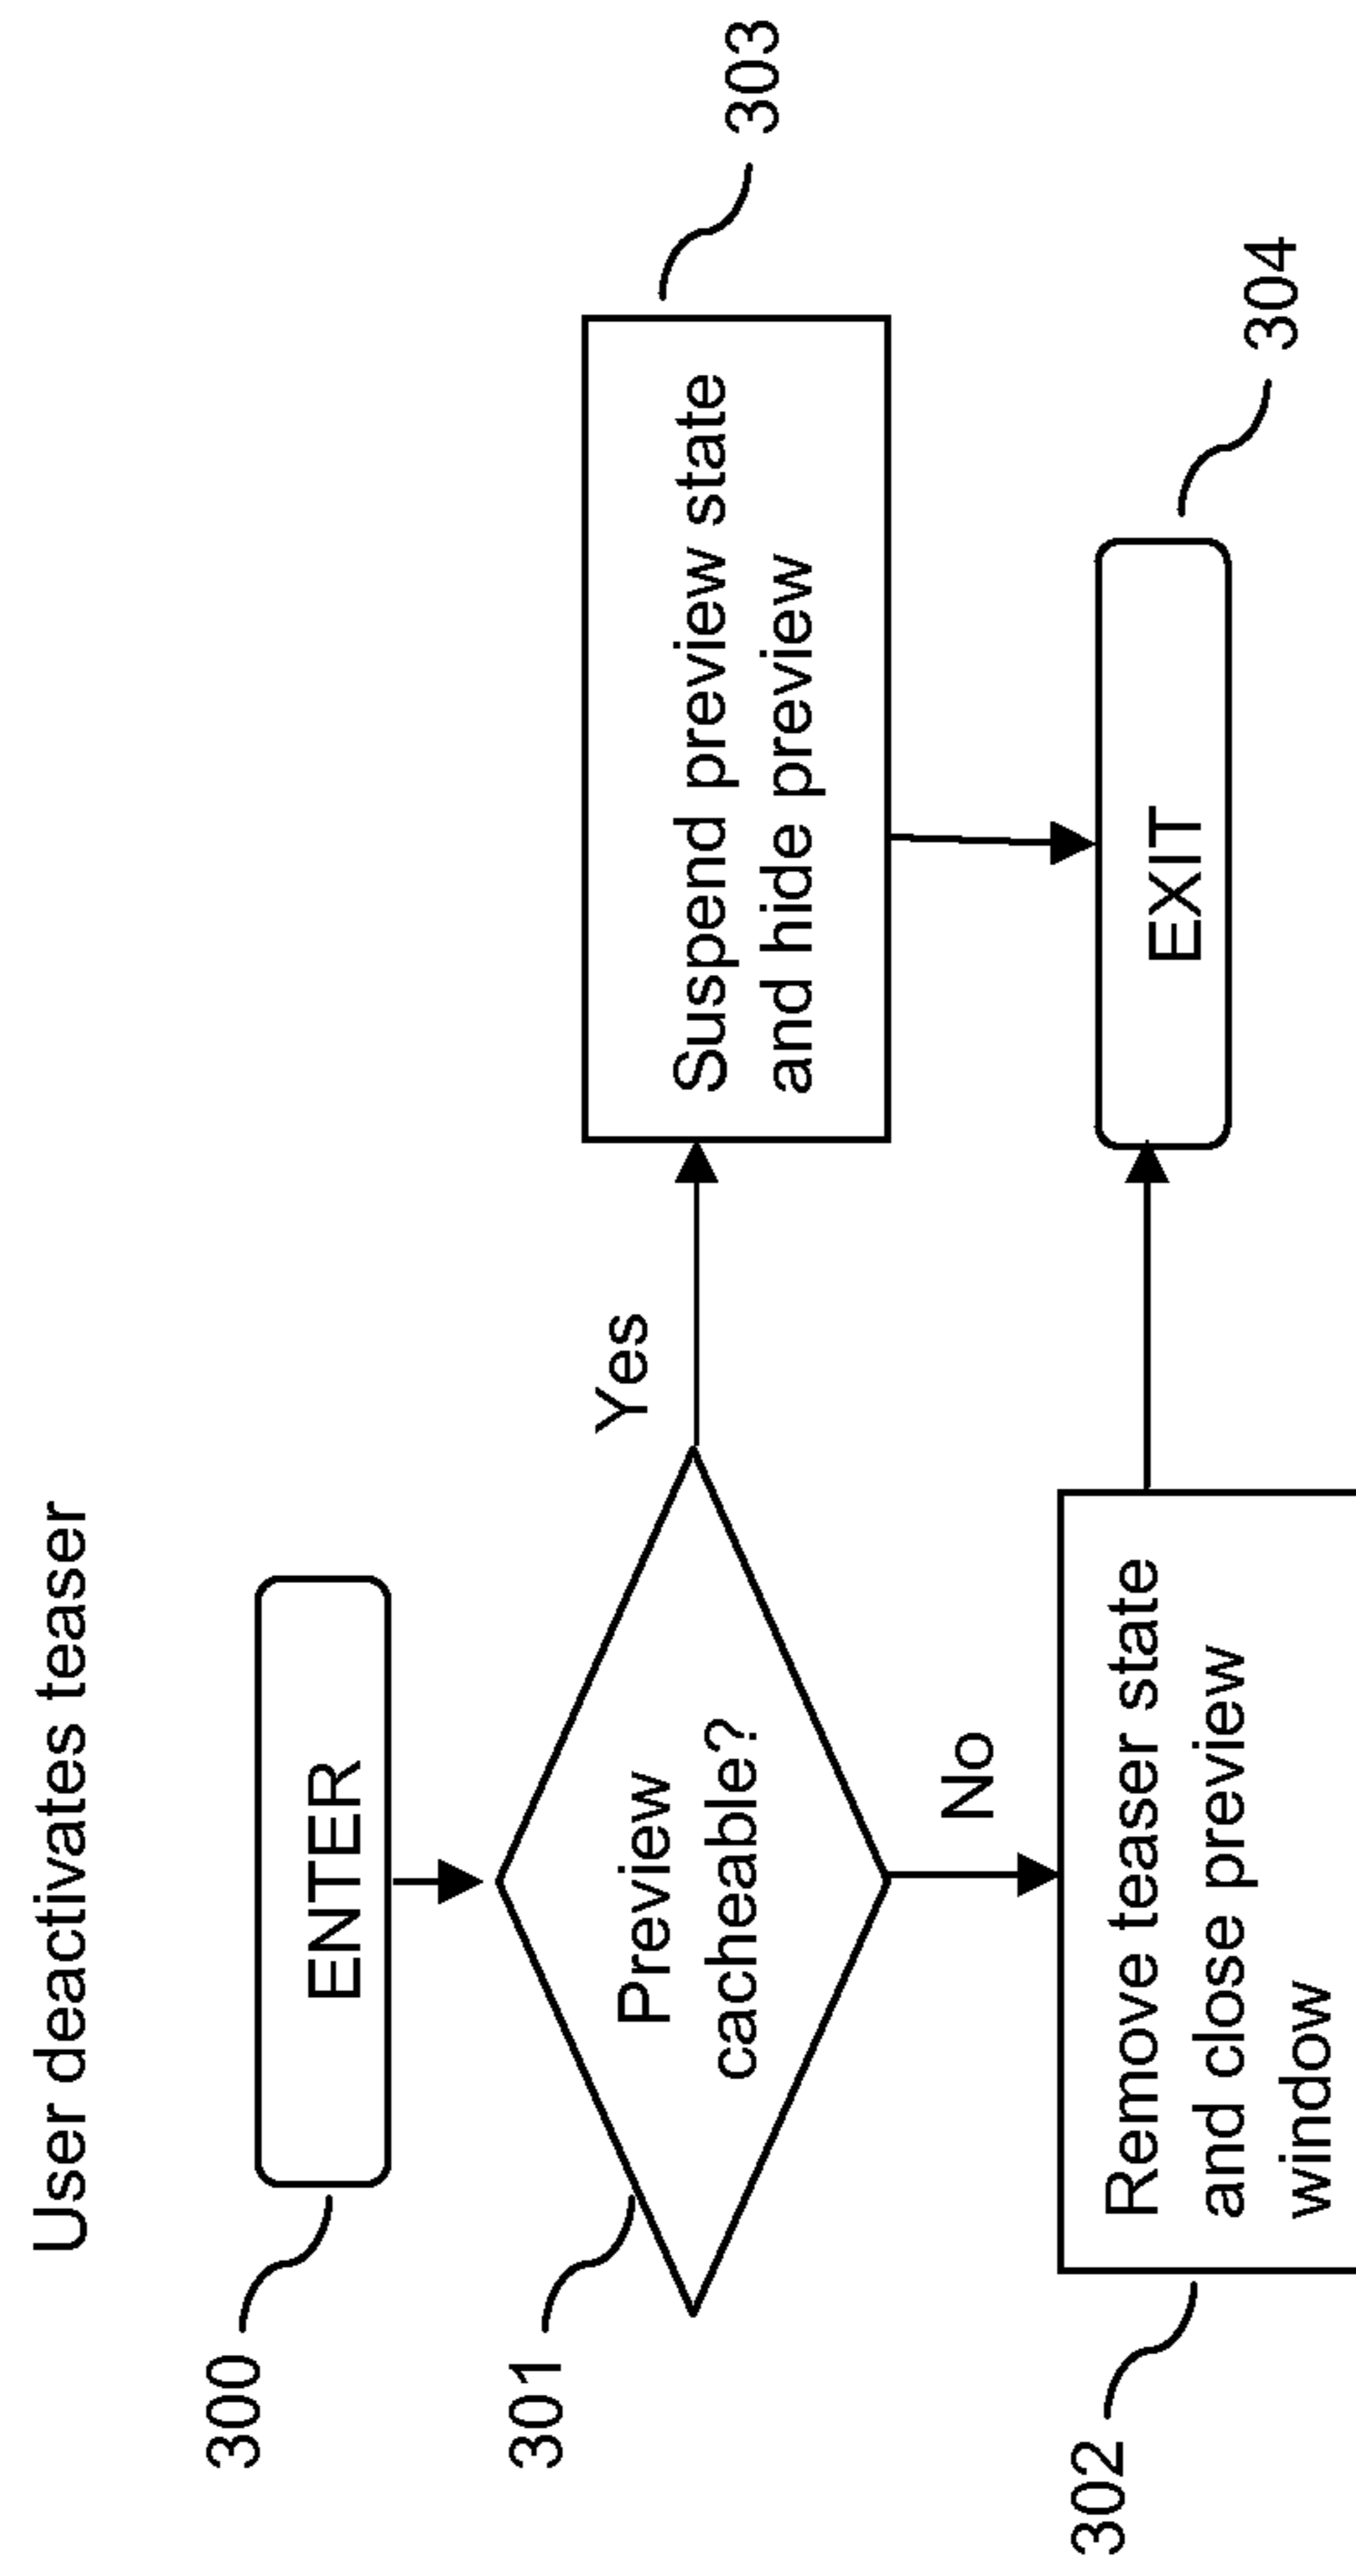 User deactivates teaser
300
ENTER
301
Preview
cacheable?
Yes
303
Suspend preview state
and hide preview
No
302
Remove teaser state
and close preview
window
EXIT
304